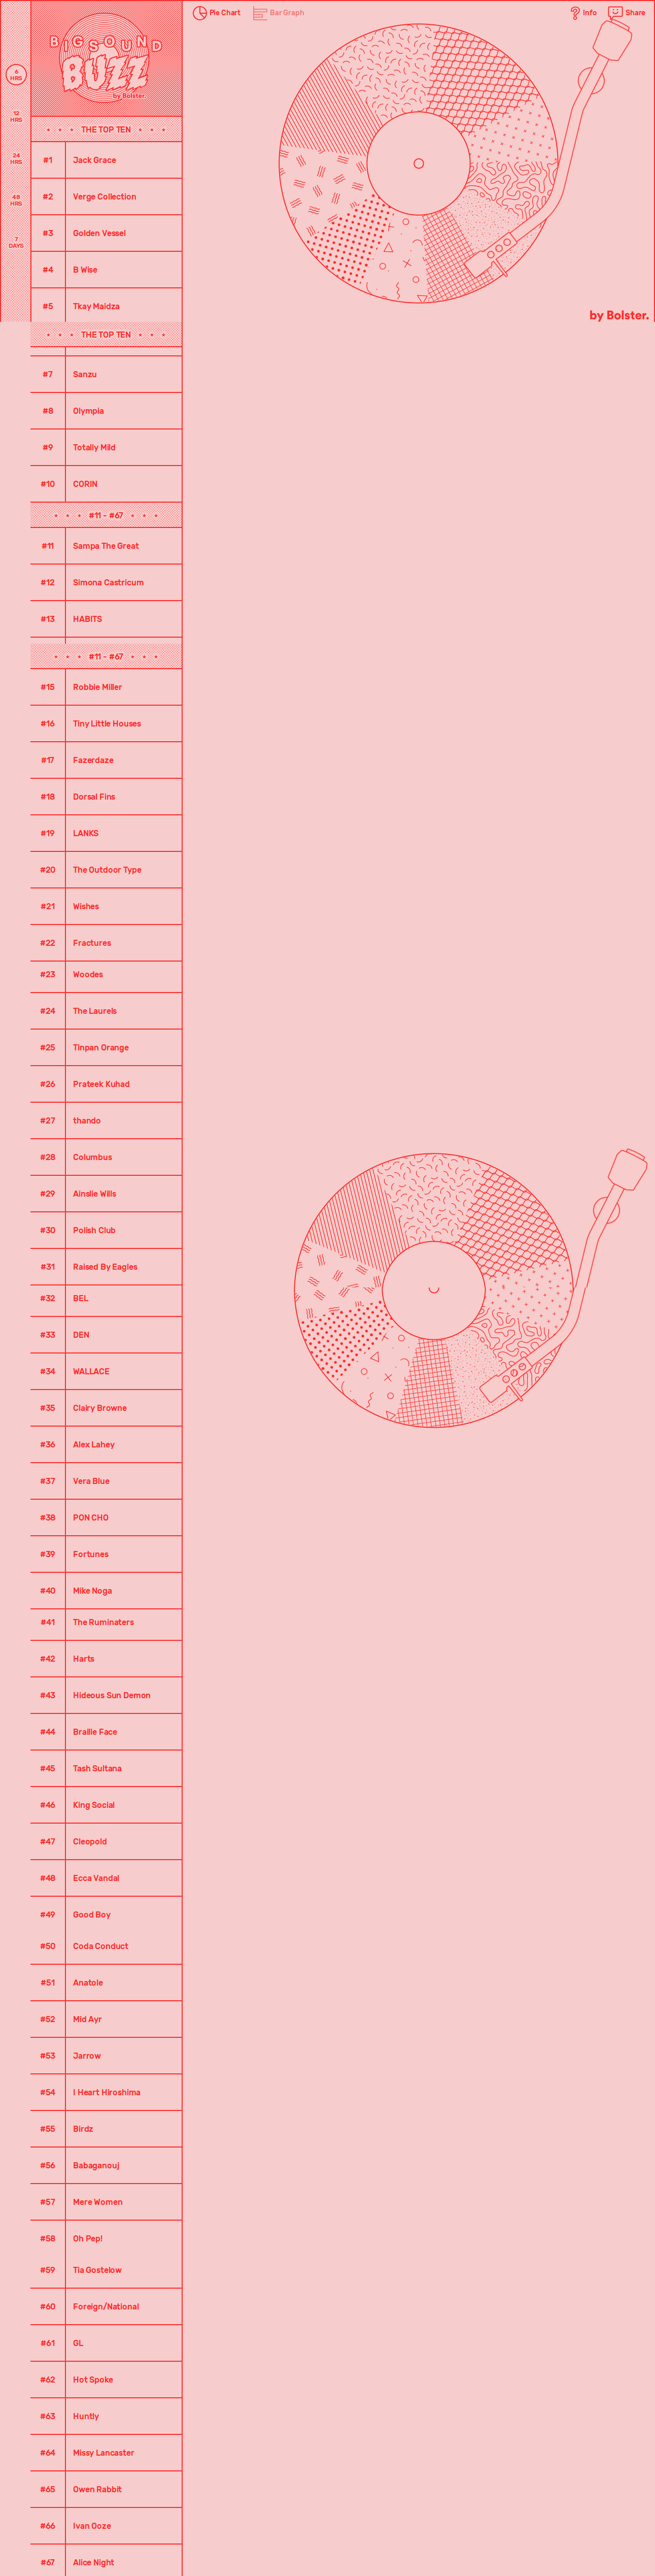 BIGSOUND
BUZZ
by Bolster
Pie Chart
Bar Graph
Info
Share
6
HRS
12
HRS
24
HRS
48
HRS
7
DAYS
THE TOP TEN
#1 Jack Grace
#2 Verge Collection
#3 Golden Vessel
#4 B Wise
#5 Tkay Maidza
by Bolster.
THE TOP TEN
#7 Sanzu
#8 Olympia
#9 Totally Mild
#10 CORIN
#11 - #67
#11 Sampa The Great
#12 Simona Castricum
#13 HABITS
#11 - #67
#15 Robbie Miller
#16 Tiny Little Houses
#17 Fazerdaze
#18 Dorsal Fins
#19 LANKS
#20 The Outdoor Type
#21 Wishes
#22 Fractures
#23 Woodes
#24 The Laurels
#25 Tinpan Orange
#26 Prateek Kuhad
#27 thando
#28 Columbus
#29 Ainslie Wills
#30 Polish Club
#31 Raised By Eagles
#32 BEL
#33 DEN
#34 WALLACE
#35 Clairy Browne
#36 Alex Lahey
#37 Vera Blue
#38 PON CHO
#39 Fortunes
#40 Mike Noga
#41 The Ruminaters
#42 Harts
#43 Hideous Sun Demon
#44 Braille Face
#45 Tash Sultana
#46 King Social
#47 Cleopold
#48 Ecca Vandal
#49 Good Boy
#50 Coda Conduct
#51 Anatole
#52 Mid Ayr
#53 Jarrow
#54 I Heart Hiroshima
#55 Birdz
#56 Babaganouj
#57 Mere Women
#58 Oh Pep!
#59 Tia Gostelow
#60 Foreign/National
#61 GL
#62 Hot Spoke
#63 Huntly
#64 Missy Lancaster
#65 Owen Rabbit
#66 Ivan Ooze
#67 Alice Night